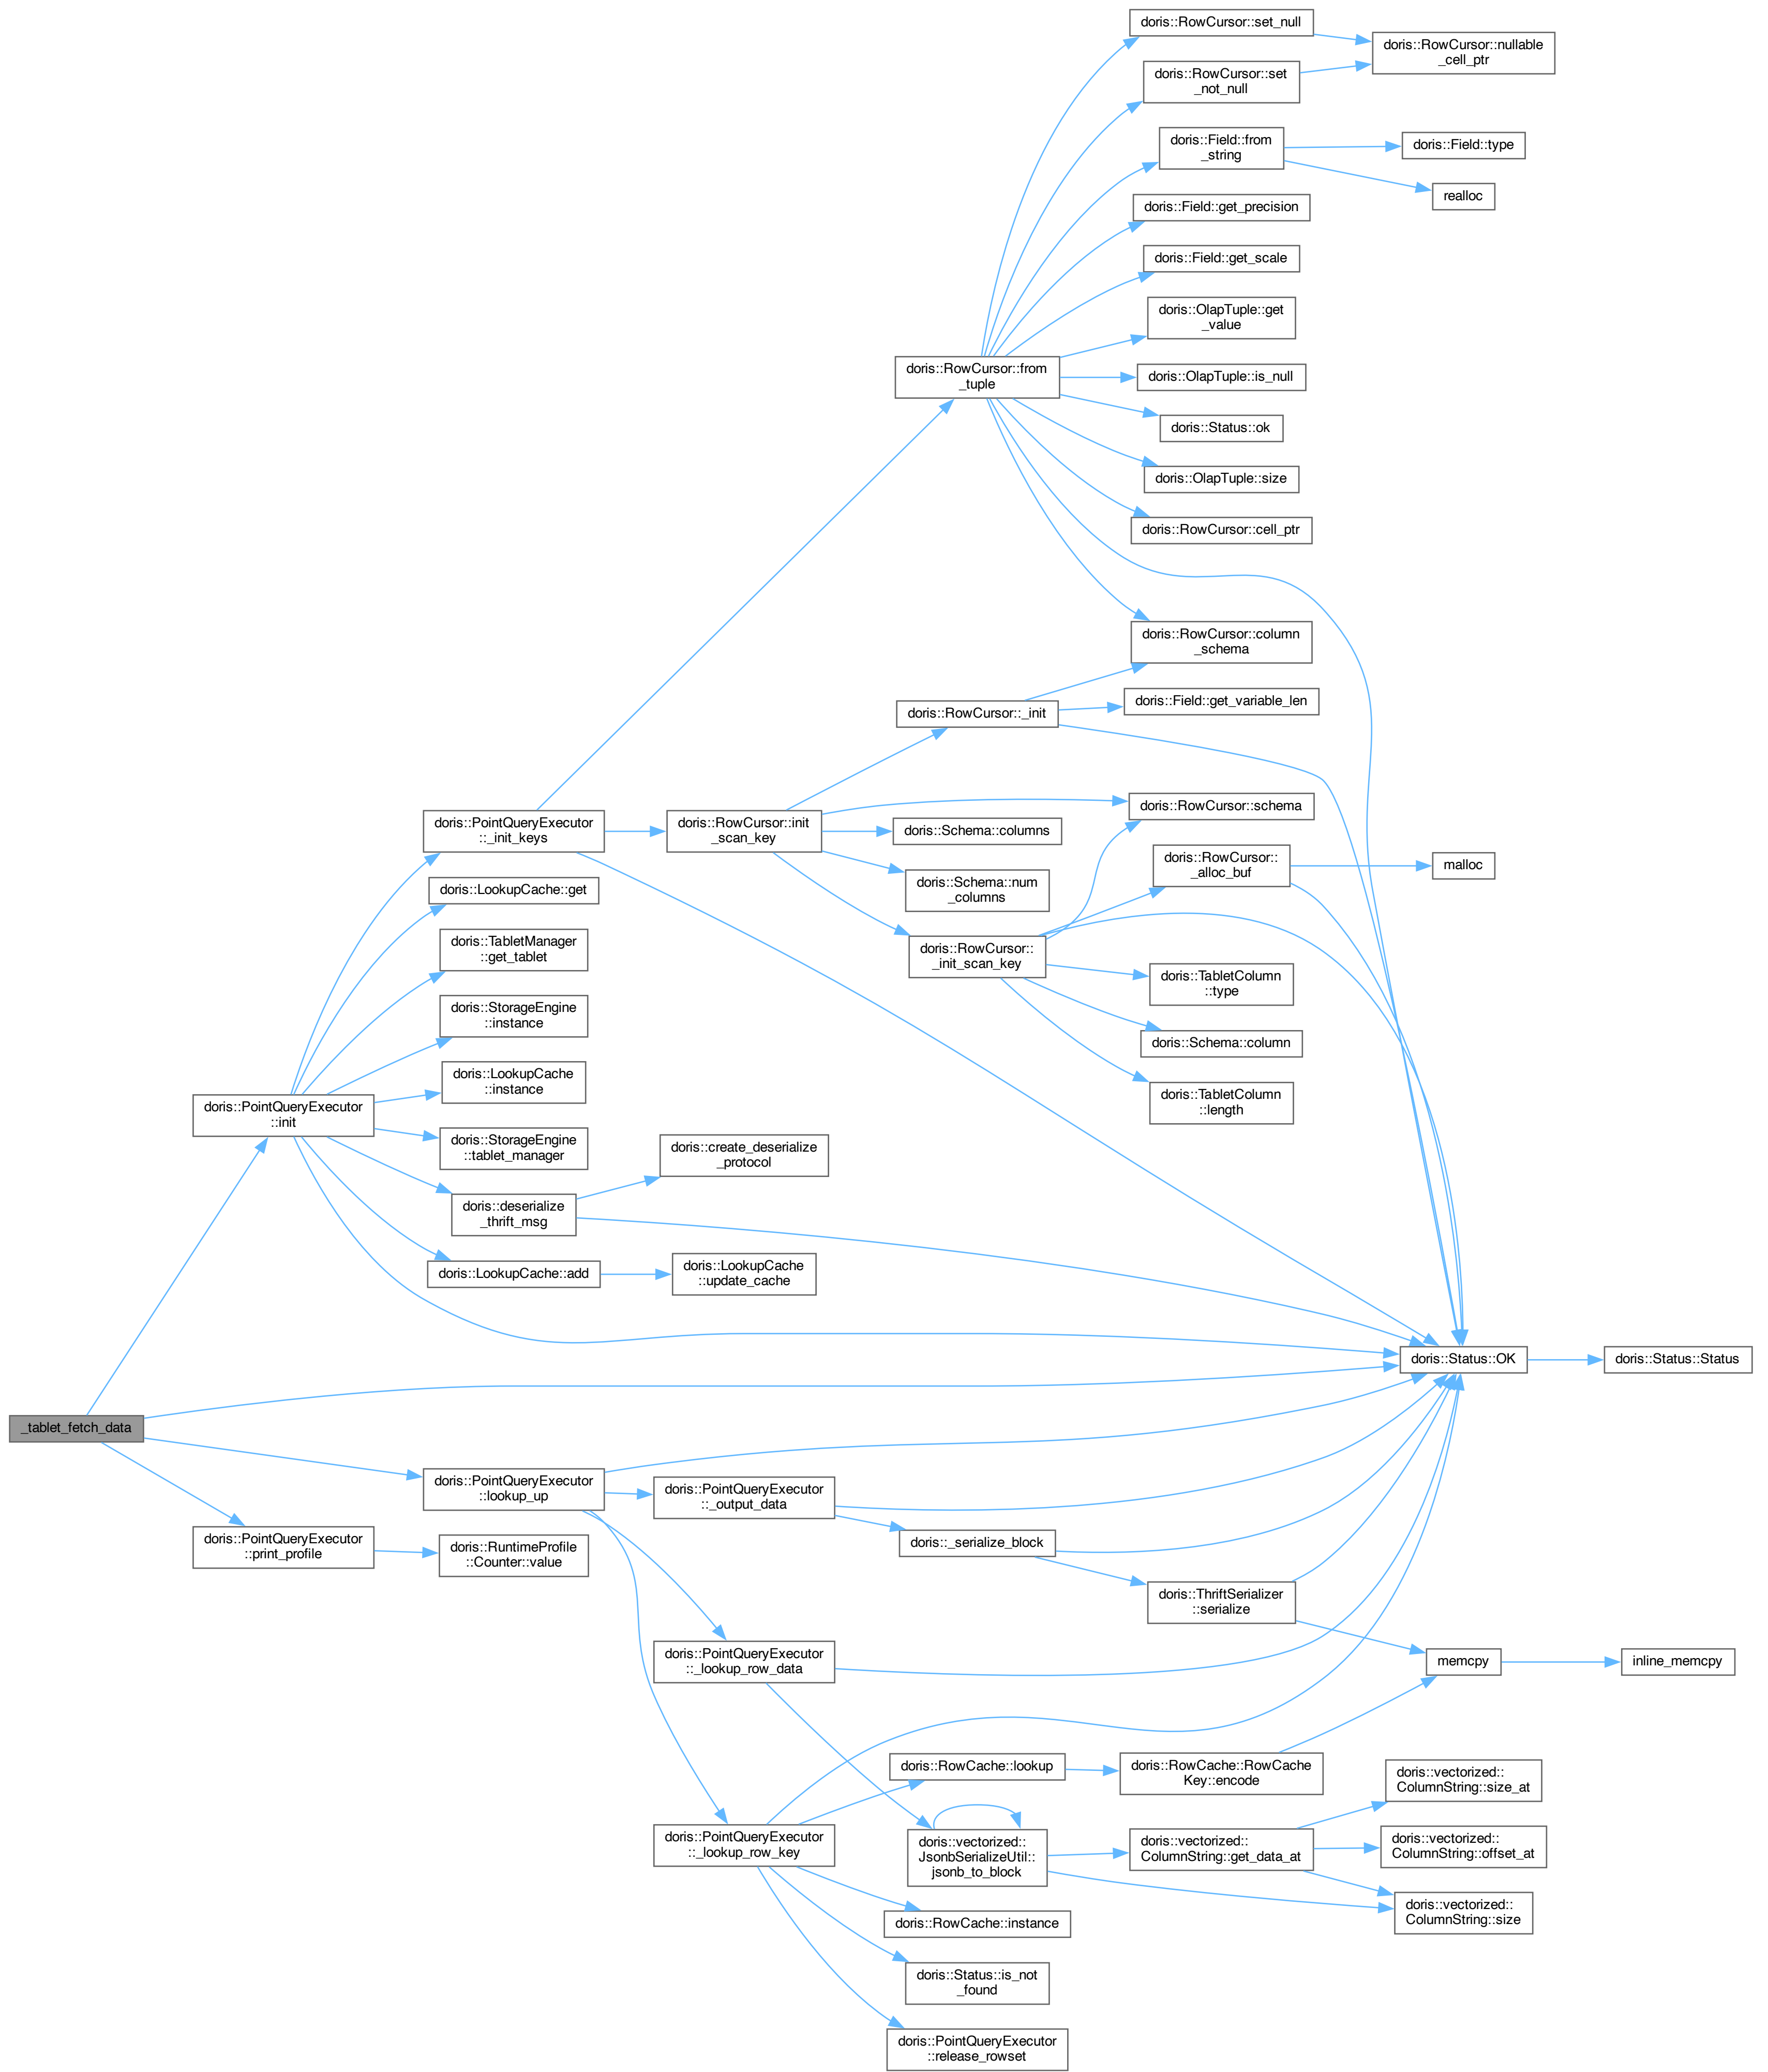 doris::RowCursor::set_null
doris::RowCursor::nullable
_cell_ptr
doris::RowCursor::set
_not_null
doris::Field::from
_string
doris::Field::type
realloc
doris::Field::get_precision
doris::Field::get_scale
doris::OlapTuple::get
_value
doris::RowCursor::from
_tuple
doris::OlapTuple::is_null
doris::Status::ok
doris::OlapTuple::size
doris::RowCursor::cell_ptr
doris::RowCursor::column
_schema
doris::RowCursor::_init
doris::Field::get_variable_len
doris::PointQueryExecutor
::_init_keys
doris::RowCursor::init
_scan_key
doris::RowCursor::schema
doris::Schema::columns
doris::RowCursor::
_alloc_buf
malloc
doris::LookupCache::get
doris::Schema::num
_columns
doris::TabletManager
::get_tablet
doris::RowCursor::
_init_scan_key
doris::TabletColumn
::type
doris::StorageEngine
::instance
doris::Schema::column
doris::LookupCache
::instance
doris::TabletColumn
::length
doris::PointQueryExecutor
::init
doris::StorageEngine
::tablet_manager
doris::create_deserialize
_protocol
doris::deserialize
_thrift_msg
doris::LookupCache::add
doris::LookupCache
::update_cache
doris::Status::OK
doris::Status::Status
_tablet_fetch_data
doris::PointQueryExecutor
::lookup_up
doris::PointQueryExecutor
::_output_data
doris::PointQueryExecutor
::print_profile
doris::RuntimeProfile
::Counter::value
doris::_serialize_block
doris::ThriftSerializer
::serialize
doris::PointQueryExecutor
::_lookup_row_data
memcpy
inline_memcpy
doris::RowCache::lookup
doris::RowCache::RowCache
Key::encode
doris::vectorized::
ColumnString::size_at
doris::PointQueryExecutor
::_lookup_row_key
doris::vectorized::
JsonbSerializeUtil::
jsonb_to_block
doris::vectorized::
ColumnString::get_data_at
doris::vectorized::
ColumnString::offset_at
doris::vectorized::
ColumnString::size
doris::RowCache::instance
doris::Status::is_not
_found
doris::PointQueryExecutor
::release_rowset